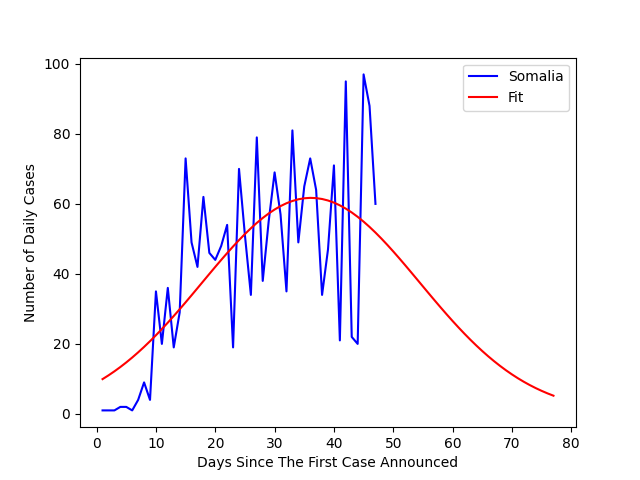 Somalia
Fit
Number of Daily Cases
100
80
60
40
20
0
0 10 20 30 40 50 60 70 80
Days Since The First Case Announced